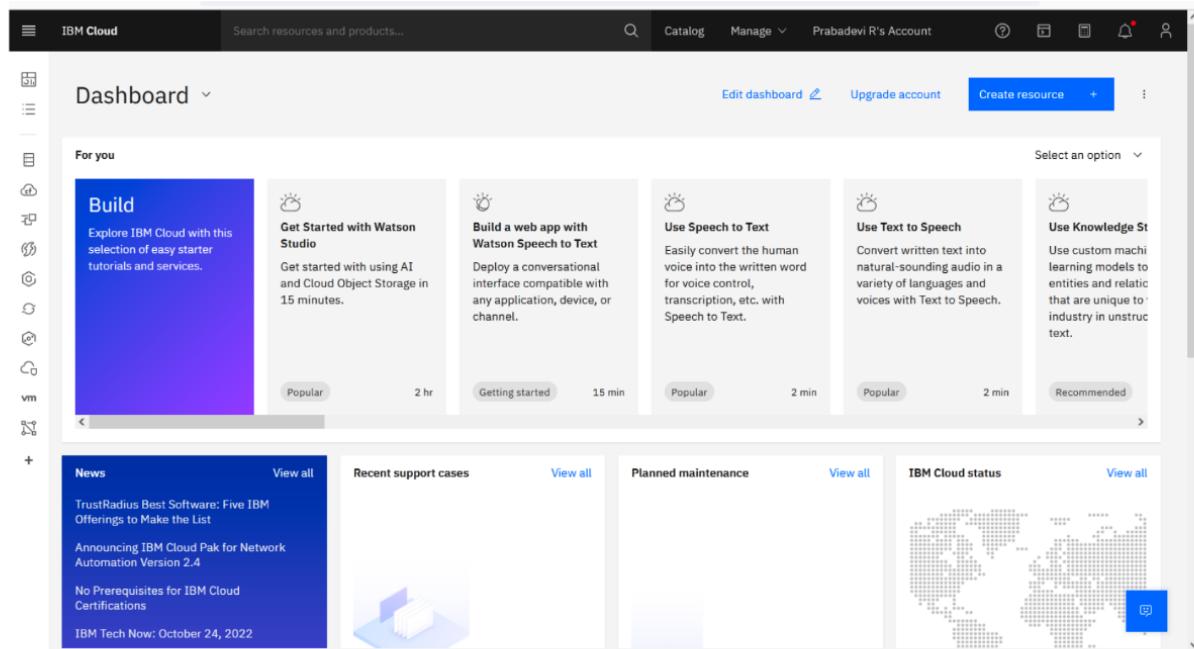 IBM Cloud
Search resources and products...
Catalog
Manage
Prabadevi R's Account
Dashboard
Edit dashboard
Upgrade account
Create resource +
For you
Select an option
Build
Explore IBM Cloud with this
selection of easy starter
tutorials and services.
Get Started with Watson
Studio
Get started with using AI
and Cloud Object Storage in
15 minutes.
Popular
2 hr
Build a web app with
Watson Speech to Text
Deploy a conversational
interface compatible with
any application, device, or
channel.
Getting started
15 min
Use Speech to Text
Easily convert the human
voice into the written word
for voice control,
transcription, etc. with
Speech to Text.
Popular
2 min
Use Text to Speech
Convert written text into
natural-sounding audio in a
variety of languages and
voices with Text to Speech.
Popular
2 min
Use Knowledge St
Use custom machi
learning models to
entities and relatic
that are unique to
industry in unstruc
text.
Recommended
vm
News
View all
TrustRadius Best Software: Five IBM
Offerings to Make the List
Announcing IBM Cloud Pak for Network
Automation Version 2.4
No Prerequisites for IBM Cloud
Certifications
IBM Tech Now: October 24, 2022
Recent support cases
View all
Planned maintenance
View all
IBM Cloud status
View all